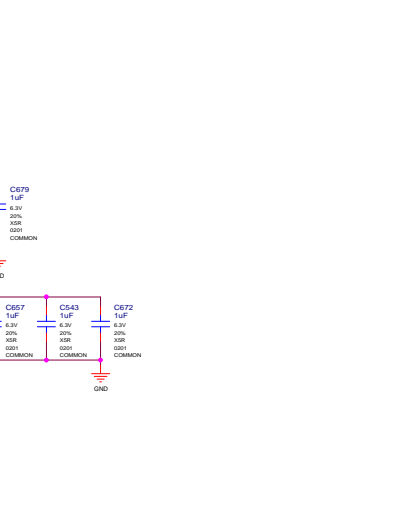 C679
1uF
6.3V
20%
X5R
0201
COMMON
D
C657
1uF
6.3V
20%
X5R
0201
COMMON
C543
1uF
6.3V
20%
X5R
0201
COMMON
C672
1uF
6.3V
20%
X5R
0201
COMMON
GND